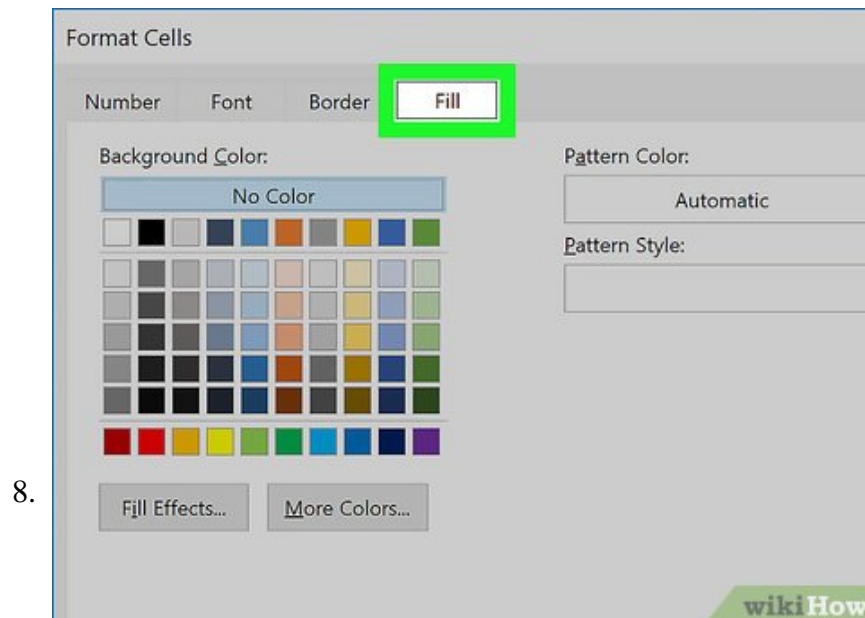 Format Cells
Number Font Border Fill
Background Color: Pattern Color:
No Color Automatic
Pattern Style:
8.
Fill Effects... More Colors...
wikiHow